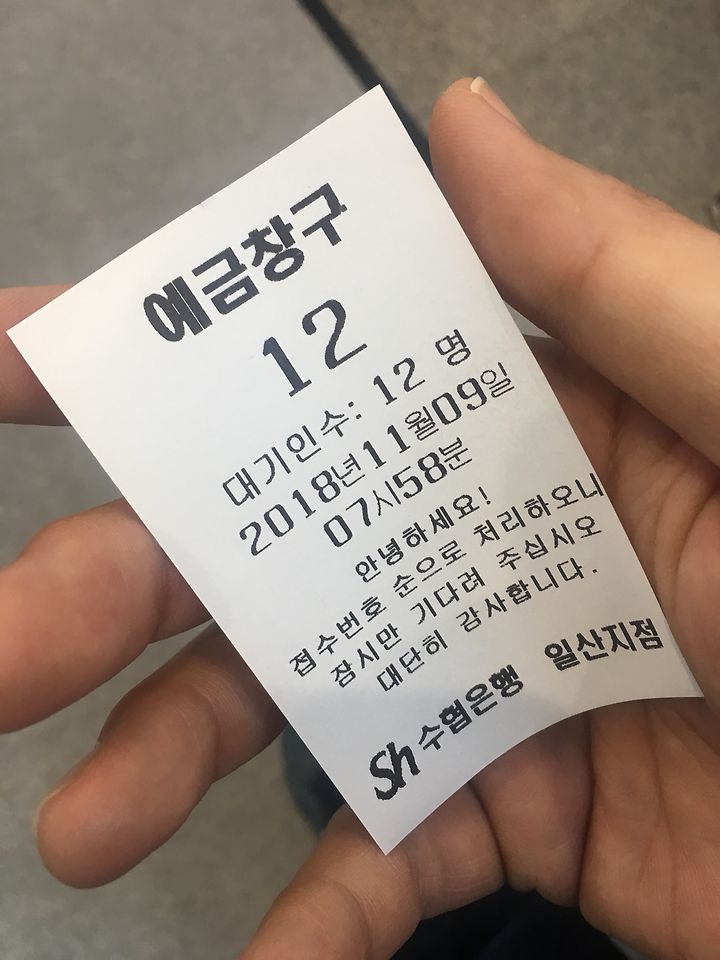 예금창구
12
대기인수: 12 명
2018년11월09일
07시58분
안녕하세요!
접수번호 순으로 처리하오니
잠시만 기다려 주십시오
대단히 감사합니다.
Sh 수협은행 일산지점